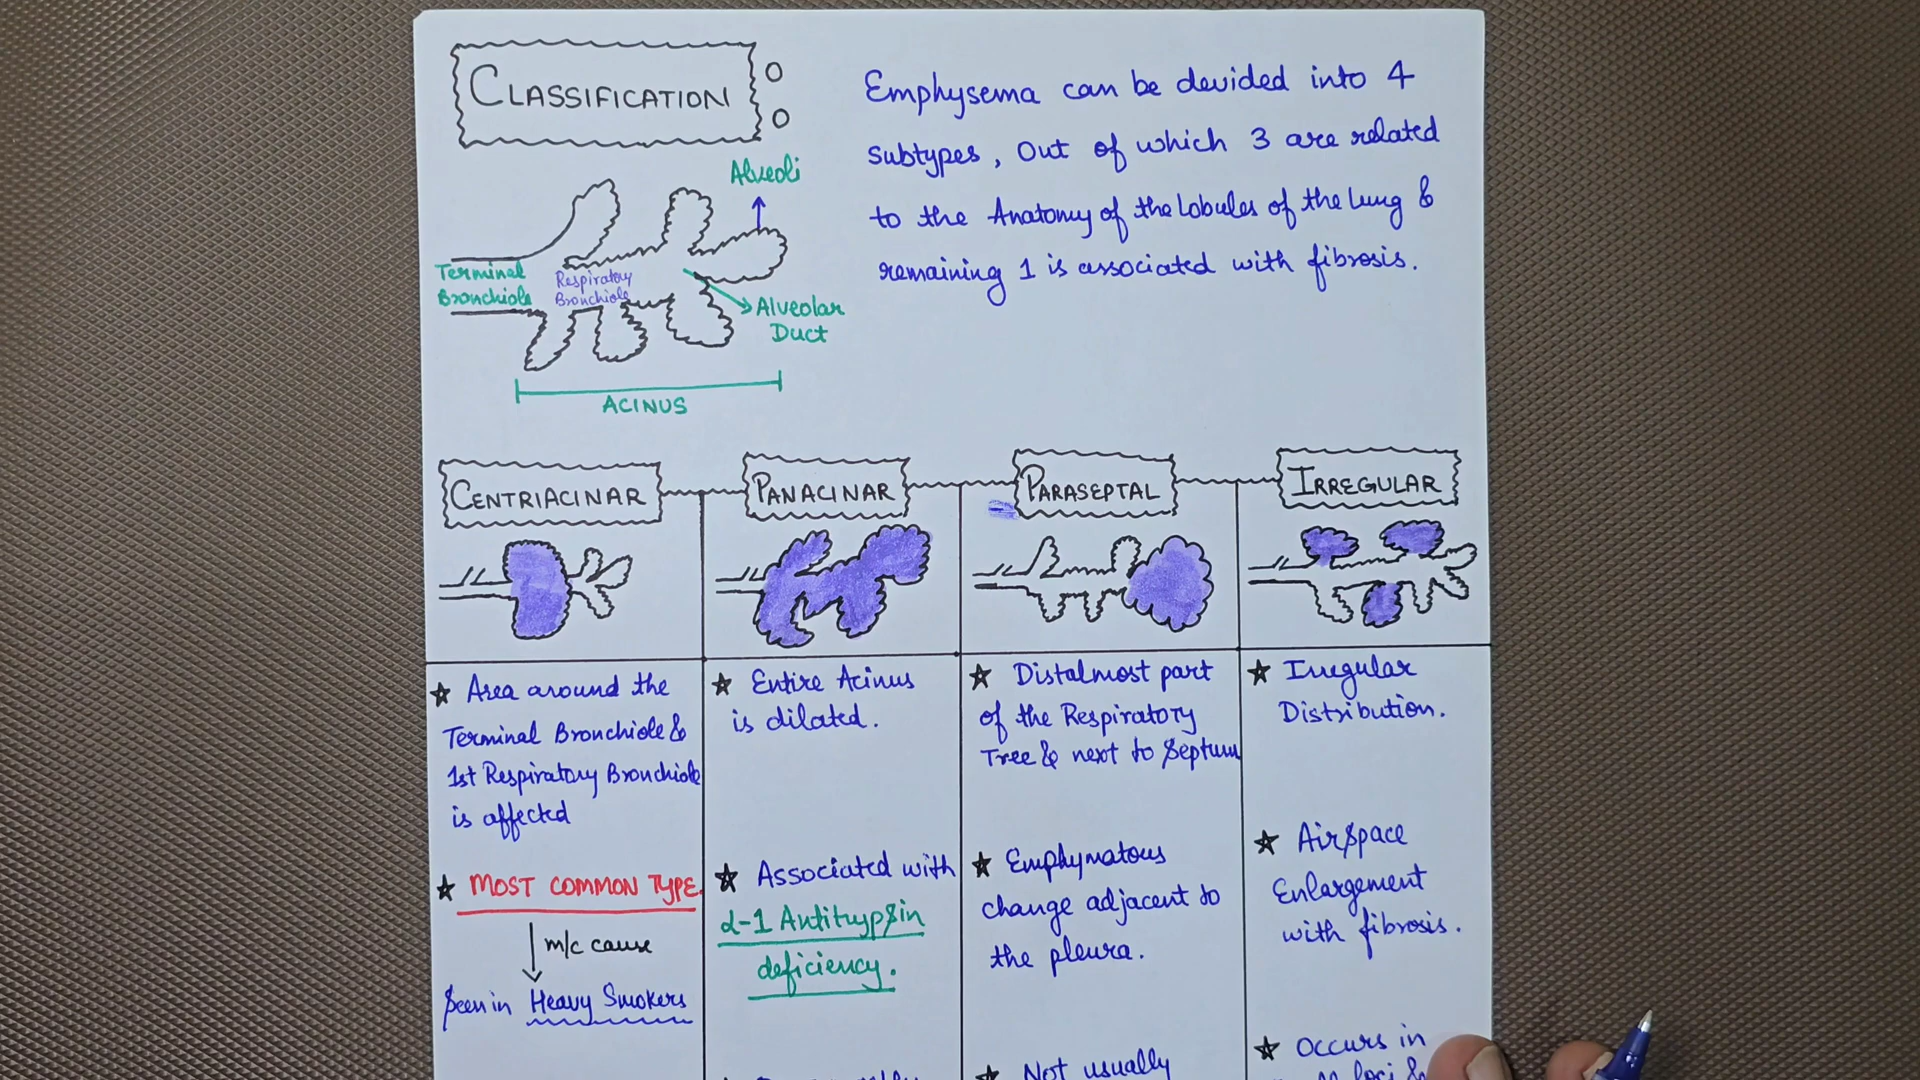 CLASSIFICATION
Emphysema can be devided into 4
subtypes, Out of which 3 are related
to the Anatomy of the Lobules of the Lung &
remaining 1 is associated with fibrosis.
Alveoli
Terminal
Bronchiole
Respiratory
Bronchiole
Alveolar
Duct
ACINUS
CENTRIACINAR
PANACINAR
PARASEPTAL
IRREGULAR
☆ Area around the
Terminal Bronchiole &
1st Respiratory Bronchiole
is affected
☆ MOST COMMON TYPE.
m/c cause
Seen in Heavy Smokers
☆ Entire Acinus
is dilated.
☆ Associated with
α-1 Antitrypsin
deficiency.
☆ Distalmost part
of the Respiratory
Tree & next to Septum
☆ Emphymatous
change adjacent to
the pleura.
☆ Not usually
☆ Irregular
Distribution.
☆ Airspace
Enlargement
with fibrosis.
☆ Occurs in